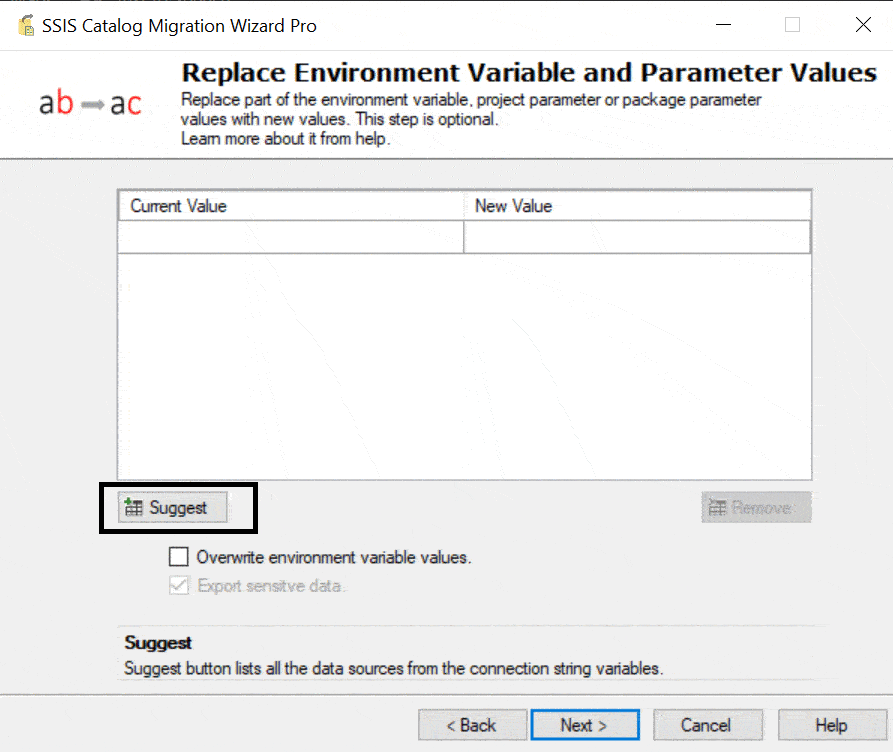 SSIS Catalog Migration Wizard Pro
Replace Environment Variable and Parameter Values
ab ac
Replace part of the environment variable, project parameter or package parameter
values with new values. This step is optional.
Learn more about it from help.
Current Value New Value
Suggest Remove
Overwrite environment variable values.
Export sensitve data.
Suggest
Suggest button lists all the data sources from the connection string variables.
< Back Next > Cancel Help